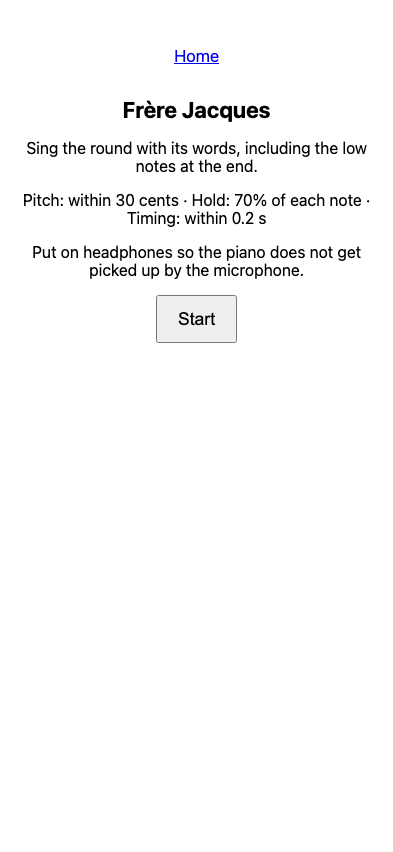 Home
Frère Jacques
Sing the round with its words, including the low
notes at the end.
Pitch: within 30 cents · Hold: 70% of each note ·
Timing: within 0.2 s
Put on headphones so the piano does not get
picked up by the microphone.
Start